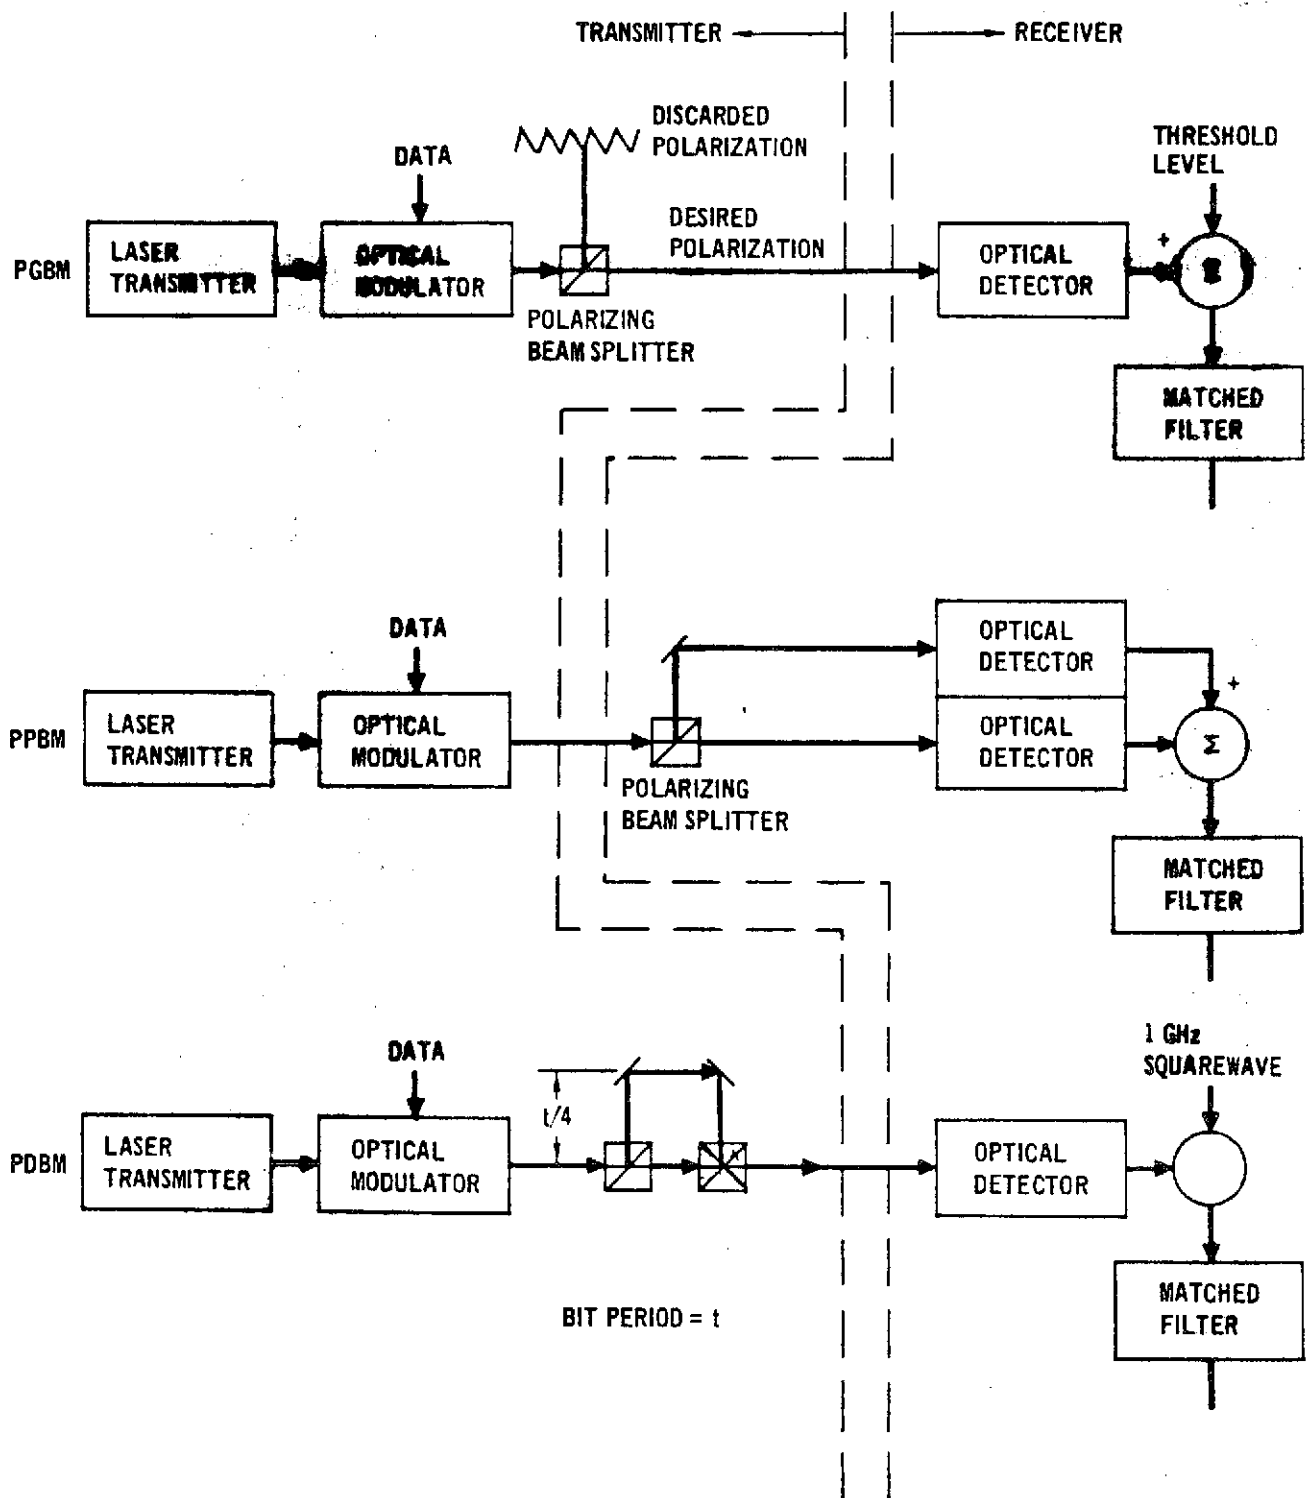 TRANSMITTER
RECEIVER
DISCARDED
POLARIZATION
DATA
THRESHOLD
LEVEL
PGBM
LASER
TRANSMITTER
OPTICAL
MODULATOR
DESIRED
POLARIZATION
POLARIZING
BEAM SPLITTER
OPTICAL
DETECTOR
+
MATCHED
FILTER
DATA
PPBM
LASER
TRANSMITTER
OPTICAL
MODULATOR
POLARIZING
BEAM SPLITTER
OPTICAL
DETECTOR
OPTICAL
DETECTOR
+
Σ
MATCHED
FILTER
DATA
1 GHz
SQUAREWAVE
PDBM
LASER
TRANSMITTER
OPTICAL
MODULATOR
t/4
OPTICAL
DETECTOR
MATCHED
FILTER
BIT PERIOD = t